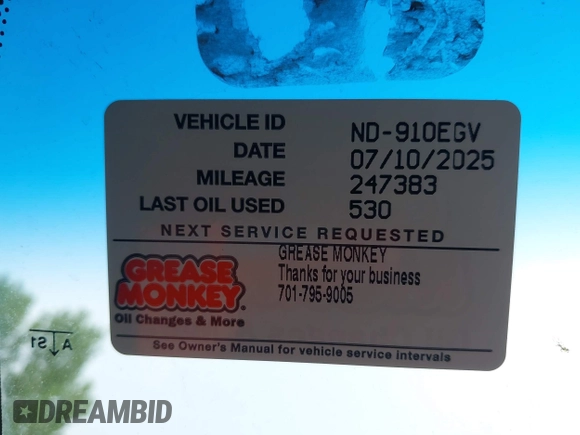 VEHICLE ID ND-910EGV
DATE 07/10/2025
MILEAGE 247383
LAST OIL USED 530
NEXT SERVICE REQUESTED
GREASE MONKEY
Thanks for your business
701-795-9005
GREASE
MONKEY
Oil Changes & More
See Owner's Manual for vehicle service intervals
AS1
DREAMBID